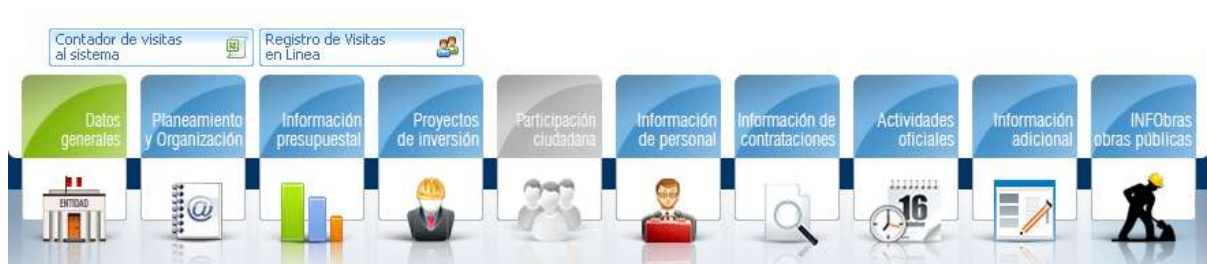 Contador de visitas
al sistema
Registro de Visitas
en Linea
Datos
generales
Planeamiento
y Organización
Información
presupuestal
Proyectos
de inversión
Participación
ciudadana
Información
de personal
Información de
contrataciones
Actividades
oficiales
Información
adicional
INFObras
obras públicas
ENTIDAD
@
16